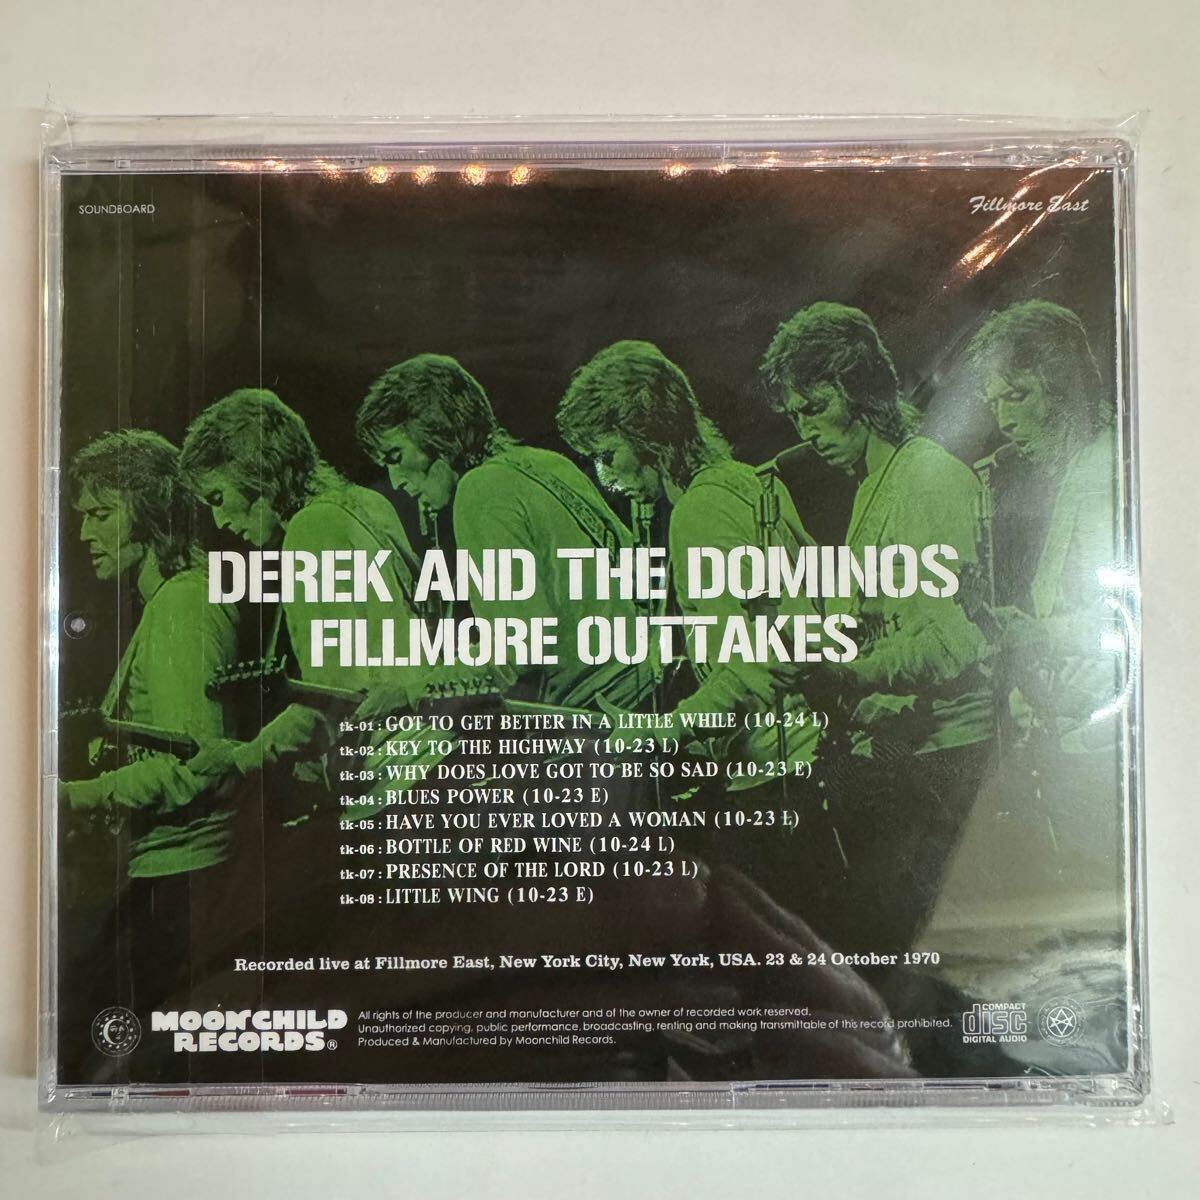 SOUNDBOARD
Fillmore East
DEREK AND THE DOMINOS
FILLMORE OUTTAKES
tk-01 : GOT TO GET BETTER IN A LITTLE WHILE (10-24 L)
tk-02 : KEY TO THE HIGHWAY (10-23 L)
tk-03 : WHY DOES LOVE GOT TO BE SO SAD (10-23 E)
tk-04 : BLUES POWER (10-23 E)
tk-05 : HAVE YOU EVER LOVED A WOMAN (10-23 L)
tk-06 : BOTTLE OF RED WINE (10-24 L)
tk-07 : PRESENCE OF THE LORD (10-23 L)
tk-08 : LITTLE WING (10-23 E)
Recorded live at Fillmore East, New York City, New York, USA. 23 & 24 October 1970
MOONCHILD
RECORDS®
All rights of the producer and manufacturer and of the owner of recorded work reserved.
Unauthorized copying, public performance, broadcasting, renting and making transmittable of this record prohibited.
Produced & Manufactured by Moonchild Records.
COMPACT
disc
DIGITAL AUDIO